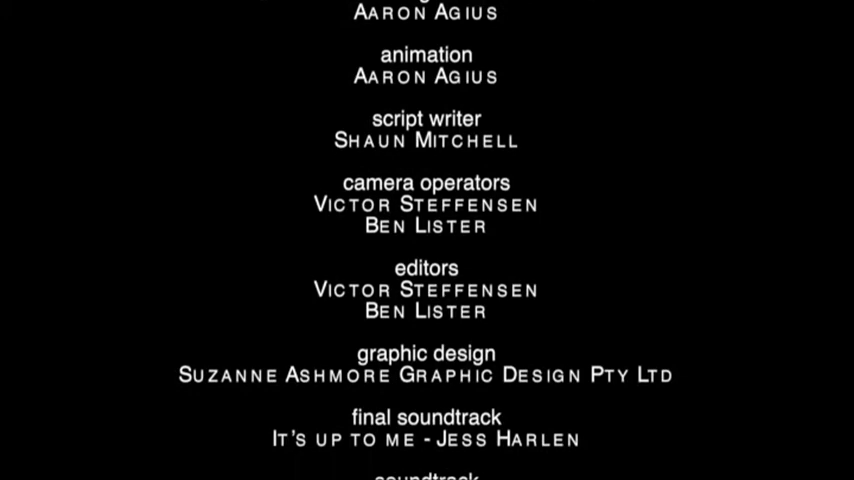 AARON AGIUS
animation
AARON AGIUS
script writer
SHAUN MITCHELL
camera operators
VICTOR STEFFENSEN
BEN LISTER
editors
VICTOR STEFFENSEN
BEN LISTER
graphic design
SUZANNE ASHMORE GRAPHIC DESIGN PTY LTD
final soundtrack
IT'S UP TO ME - JESS HARLEN
soundtrack